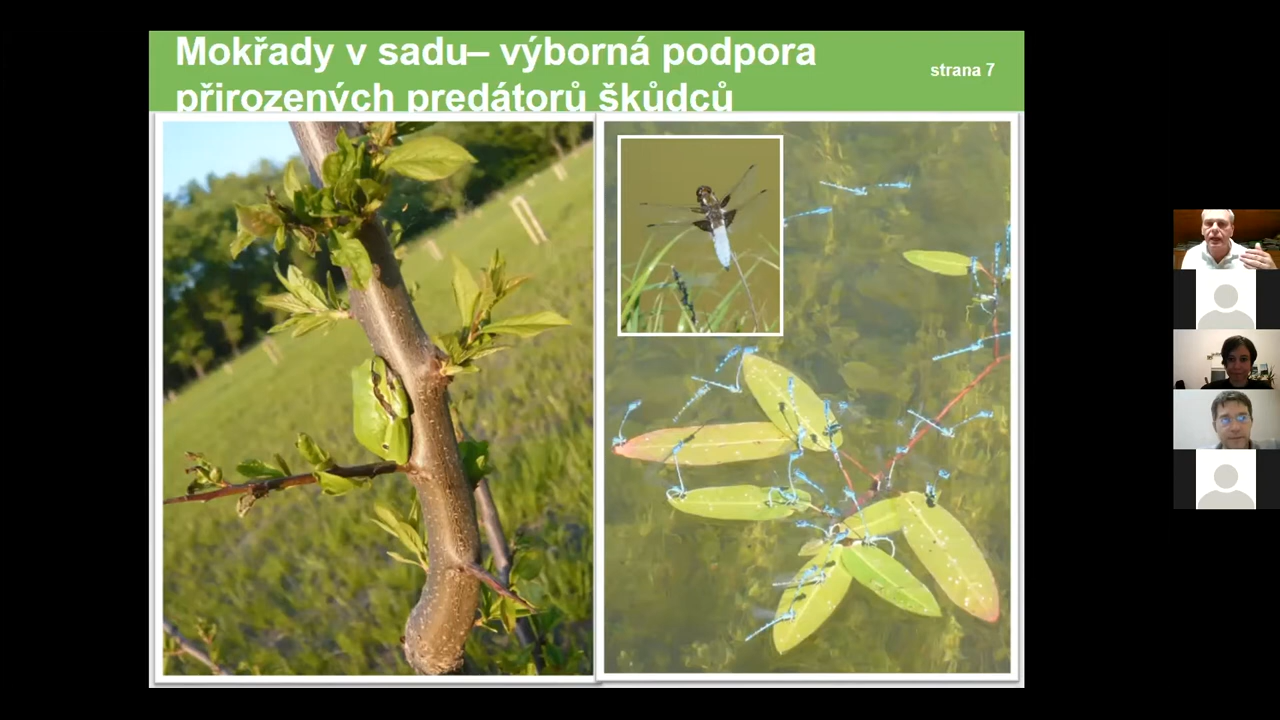 Mokřady v sadu– výborná podpora
přirozených predátorů škůdců
strana 7